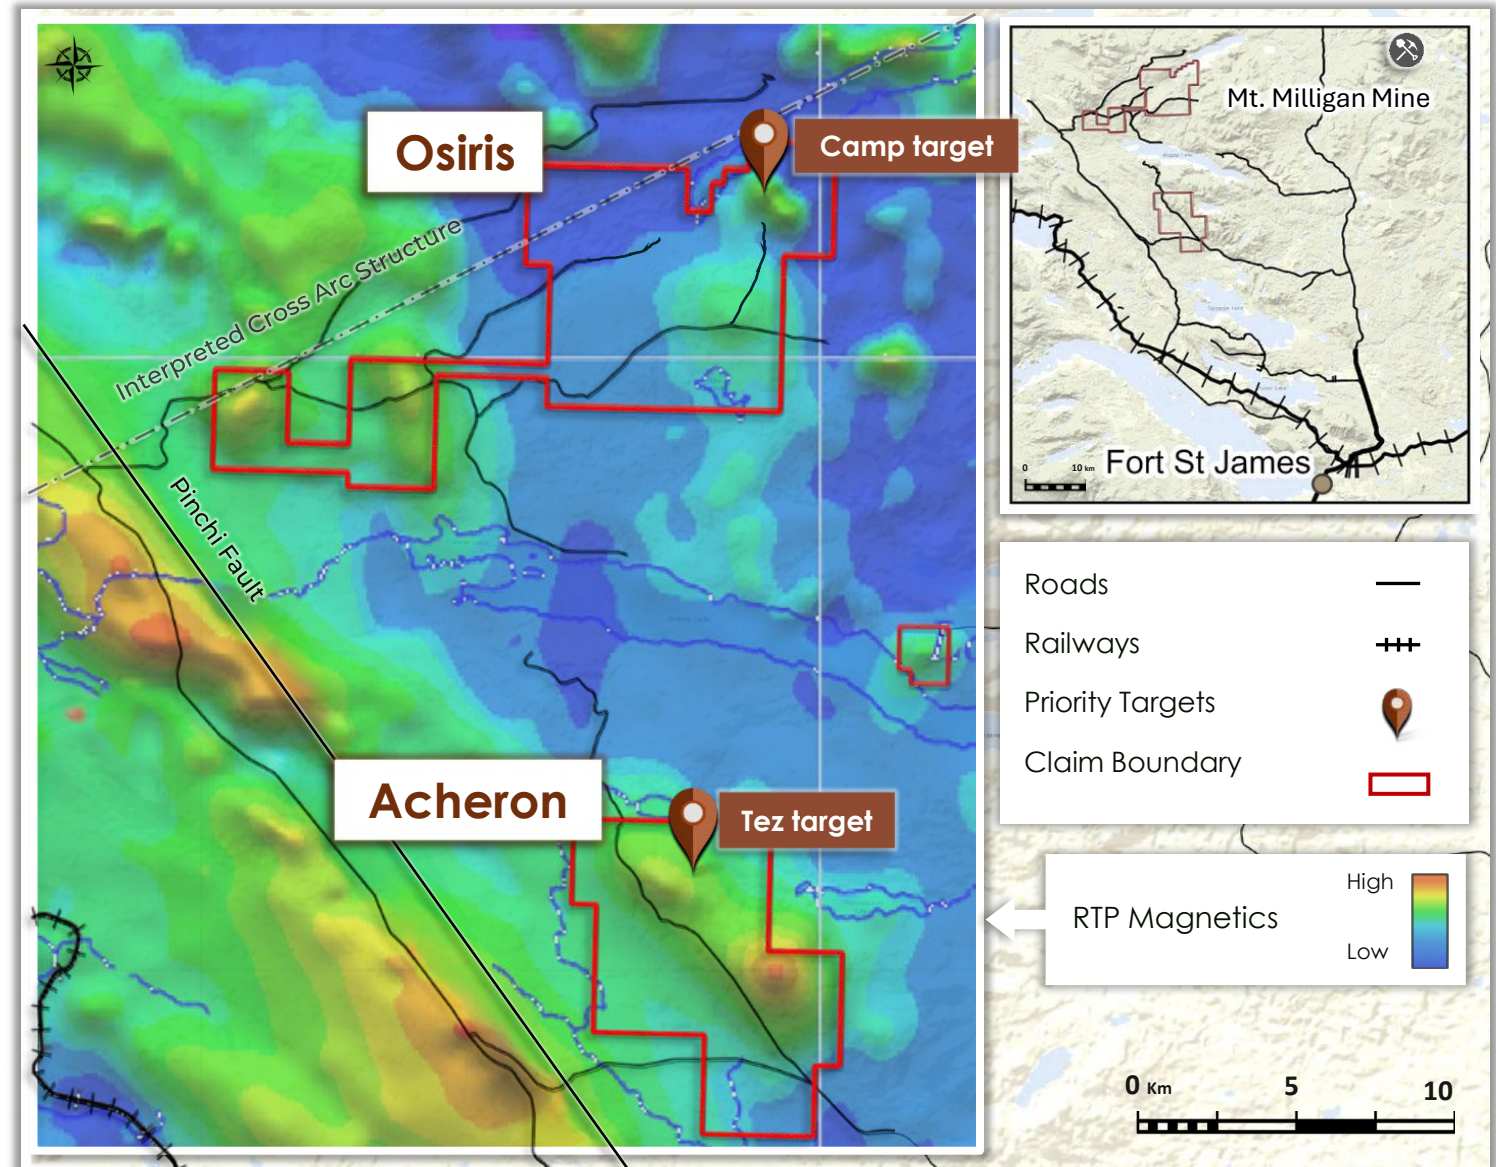 Osiris
Camp target
Interpreted Cross Arc Structure
Pinchi Fault
Acheron
Tez target
Mt. Milligan Mine
Fort St James
0 10 km
Roads
Railways
Priority Targets
Claim Boundary
RTP Magnetics
High
Low
0 Km 5 10